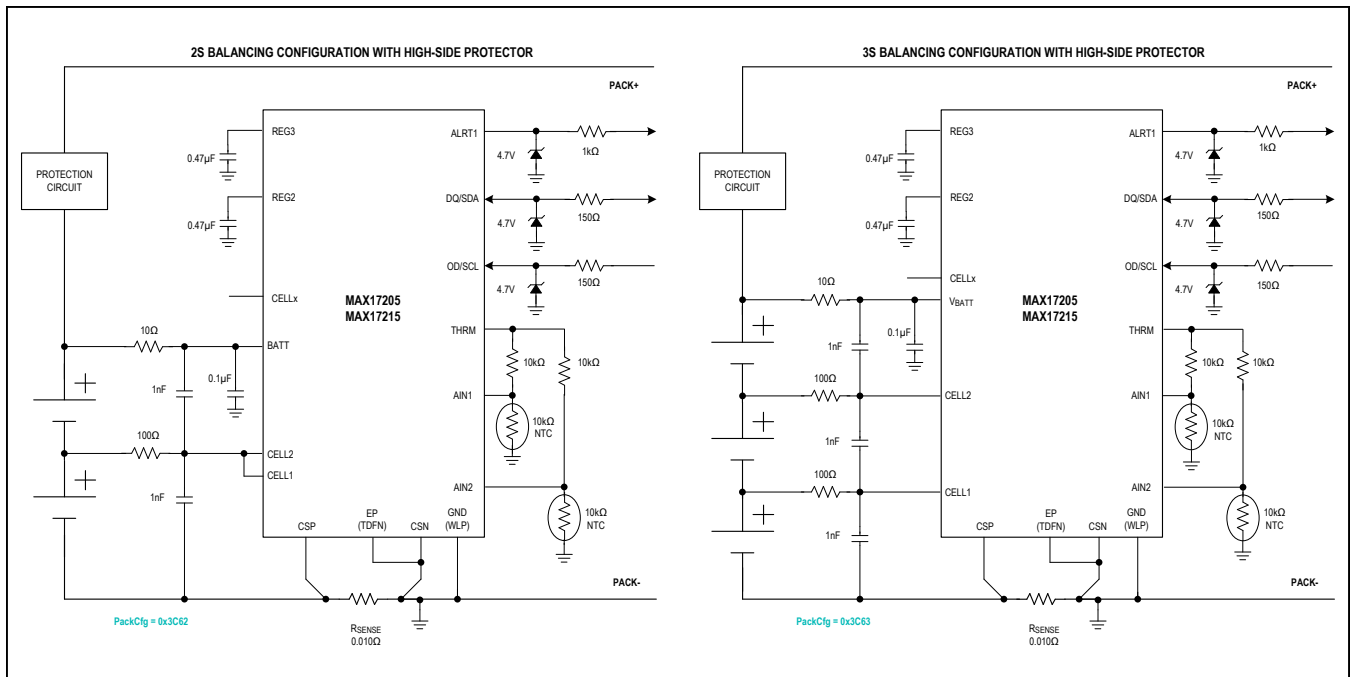 2S BALANCING CONFIGURATION WITH HIGH-SIDE PROTECTOR
PACK+
REG3
ALRT1
0.47µF
4.7V
1kΩ
PROTECTION
CIRCUIT
REG2
DQ/SDA
0.47µF
4.7V
150Ω
OD/SCL
CELLx
4.7V
150Ω
MAX17205
MAX17215
10Ω
THRM
BATT
10kΩ
10kΩ
+
1nF
0.1µF
AIN1
10kΩ
NTC
100Ω
CELL2
CELL1
+
1nF
AIN2
10kΩ
NTC
CSP
EP
(TDFN)
CSN
GND
(WLP)
PACK-
PackCfg = 0x3C62
RSENSE
0.010Ω
3S BALANCING CONFIGURATION WITH HIGH-SIDE PROTECTOR
PACK+
REG3
ALRT1
0.47µF
4.7V
1kΩ
PROTECTION
CIRCUIT
REG2
DQ/SDA
0.47µF
4.7V
150Ω
OD/SCL
CELLx
4.7V
150Ω
10Ω
VBATT
MAX17205
MAX17215
+
0.1µF
THRM
1nF
10kΩ
10kΩ
100Ω
CELL2
AIN1
10kΩ
NTC
+
1nF
100Ω
CELL1
AIN2
+
1nF
10kΩ
NTC
CSP
EP
(TDFN)
CSN
GND
(WLP)
PACK-
PackCfg = 0x3C63
RSENSE
0.010Ω